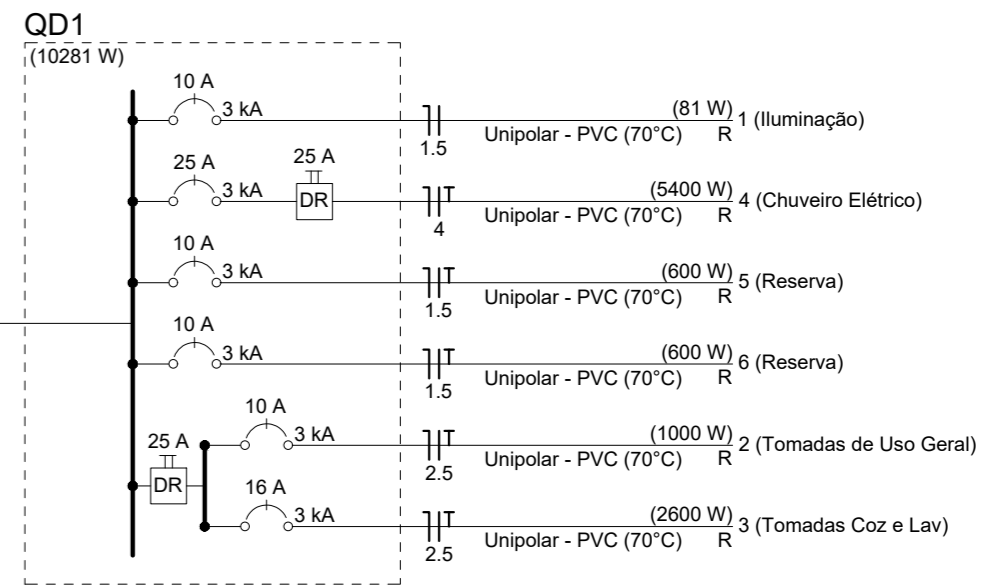 QD1
(10281 W)
10 A
3 kA
1.5
(81 W)
Unipolar - PVC (70°C) R
1 (Iluminação)
25 A
3 kA
25 A
DR
T
4
(5400 W)
Unipolar - PVC (70°C) R
4 (Chuveiro Elétrico)
10 A
3 kA
T
1.5
(600 W)
Unipolar - PVC (70°C) R
5 (Reserva)
10 A
3 kA
T
1.5
(600 W)
Unipolar - PVC (70°C) R
6 (Reserva)
25 A
DR
10 A
3 kA
T
2.5
(1000 W)
Unipolar - PVC (70°C) R
2 (Tomadas de Uso Geral)
16 A
3 kA
T
2.5
(2600 W)
Unipolar - PVC (70°C) R
3 (Tomadas Coz e Lav)